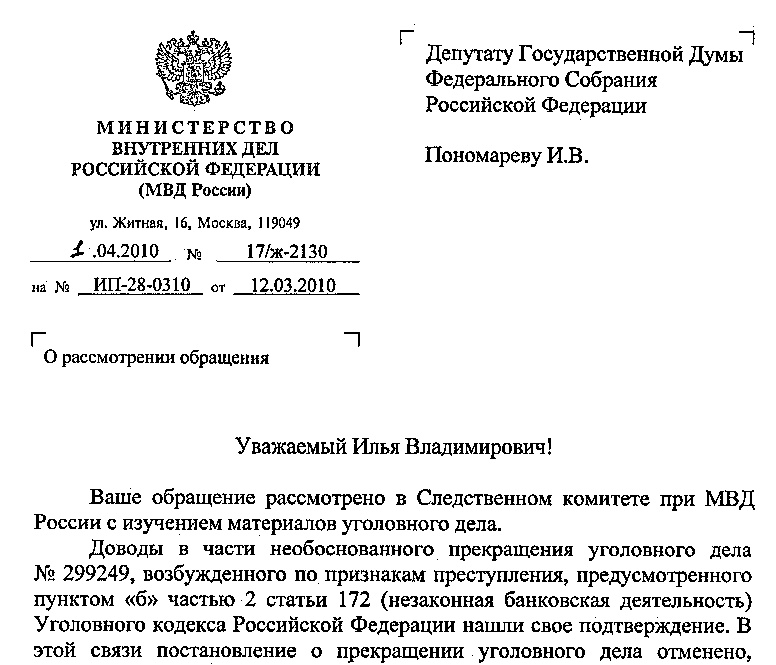 МИНИСТЕРСТВО
ВНУТРЕННИХ ДЕЛ
РОССИЙСКОЙ ФЕДЕРАЦИИ
(МВД России)
ул. Житная, 16, Москва, 119049
1.04.2010 № 17/ж-2130
на № ИП-28-0310 от 12.03.2010
О рассмотрении обращения
Депутату Государственной Думы
Федерального Собрания
Российской Федерации
Пономареву И.В.
Уважаемый Илья Владимирович!
Ваше обращение рассмотрено в Следственном комитете при МВД
России с изучением материалов уголовного дела.
Доводы в части необоснованного прекращения уголовного дела
№ 299249, возбужденного по признакам преступления, предусмотренного
пунктом «б» частью 2 статьи 172 (незаконная банковская деятельность)
Уголовного кодекса Российской Федерации нашли свое подтверждение. В
этой связи постановление о прекращении уголовного дела отменено,